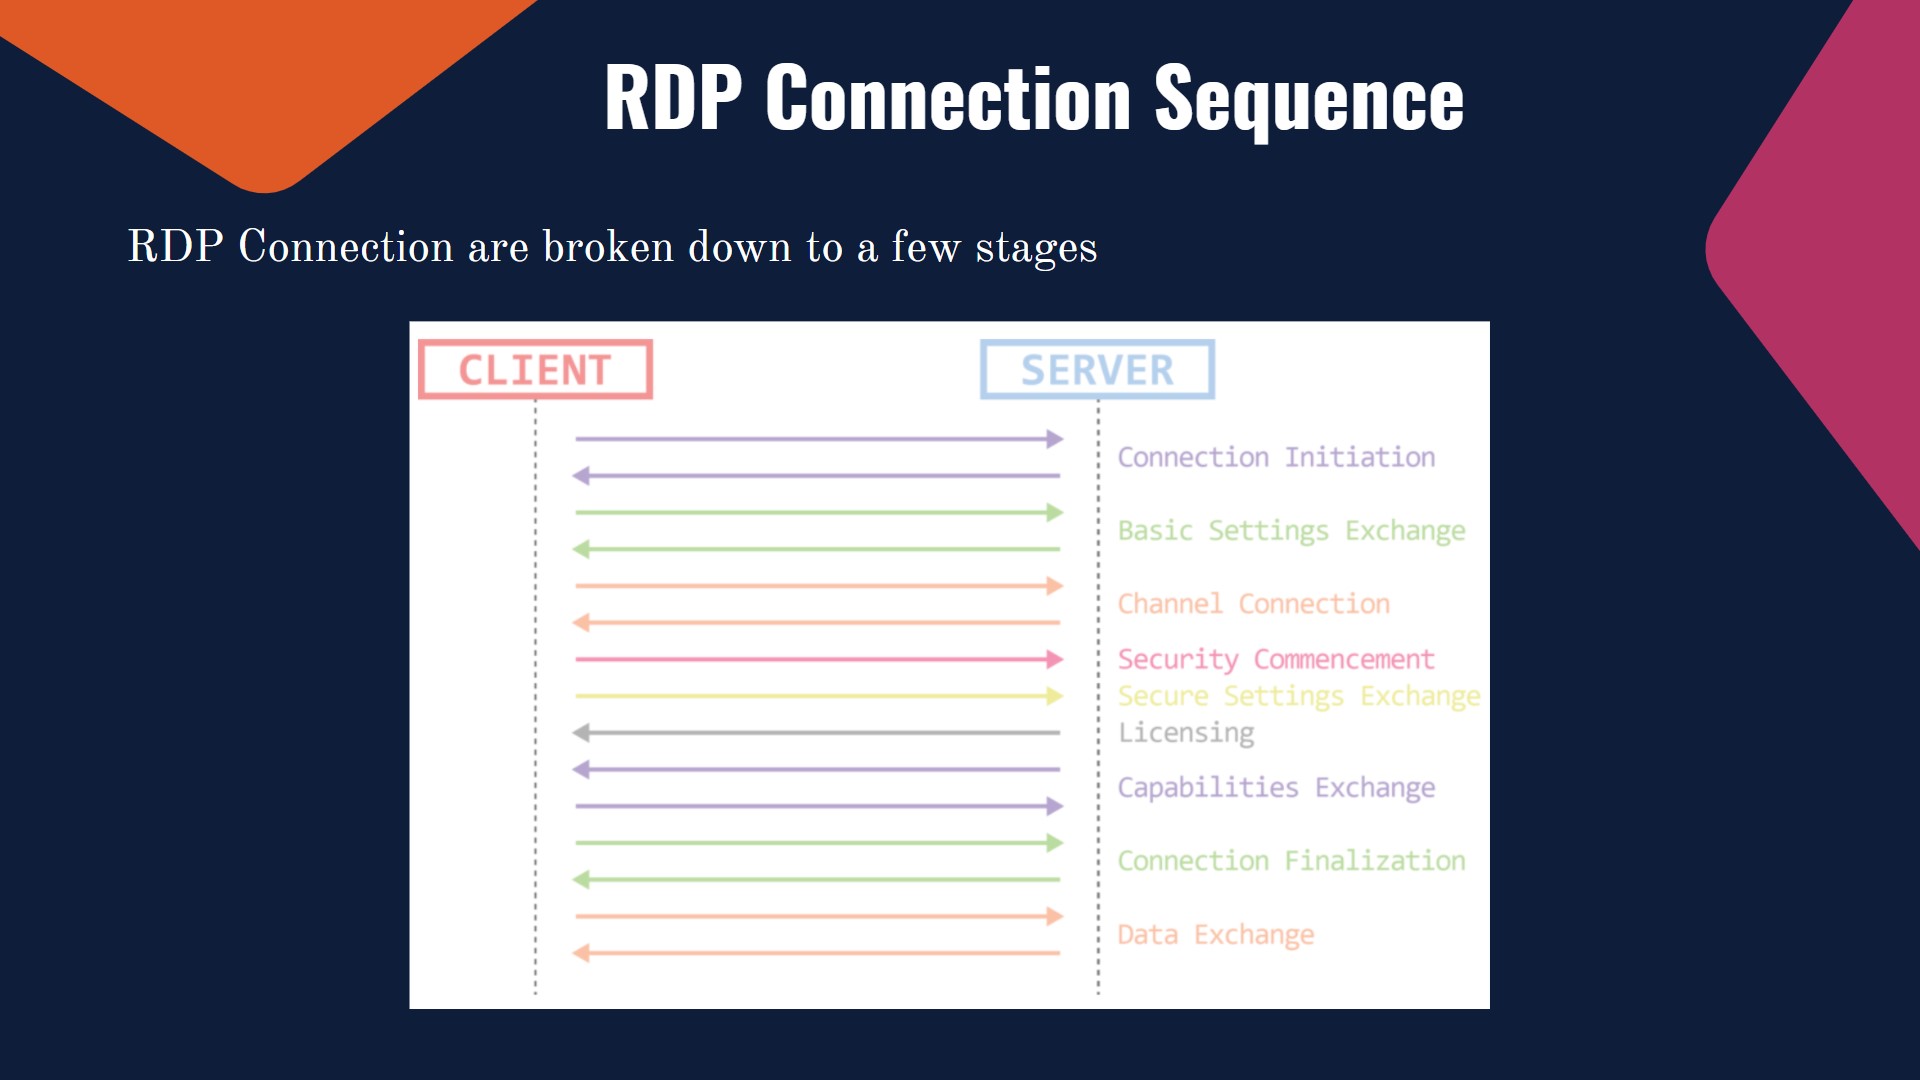 RDP Connection Sequence
RDP Connection are broken down to a few stages
CLIENT
SERVER
Connection Initiation
Basic Settings Exchange
Channel Connection
Security Commencement
Secure Settings Exchange
Licensing
Capabilities Exchange
Connection Finalization
Data Exchange